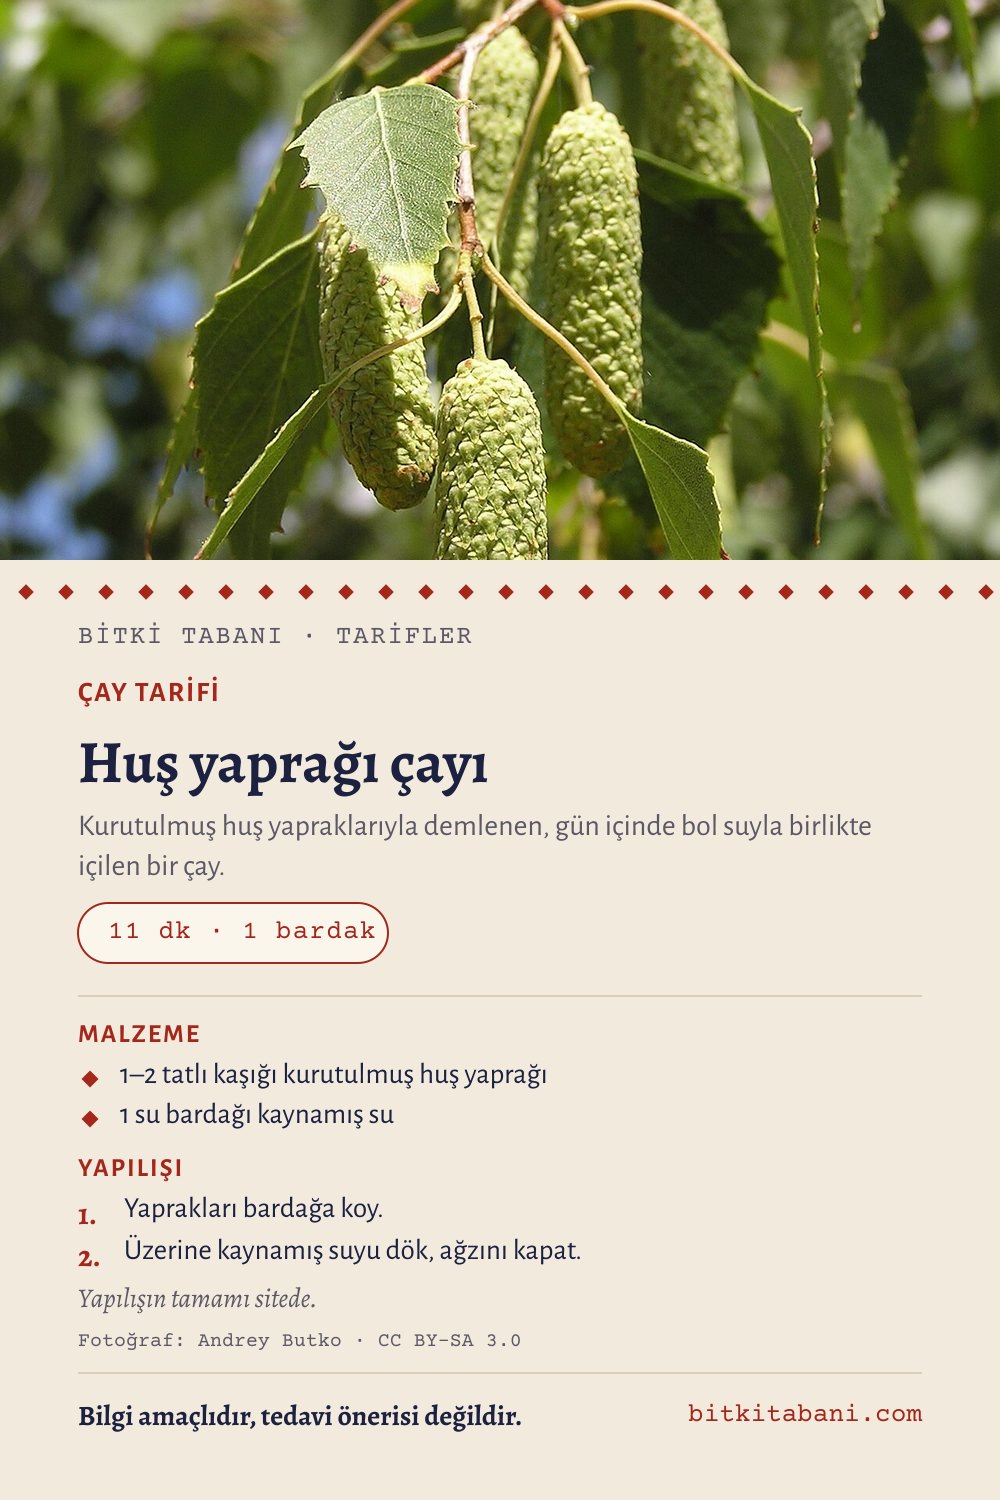 BİTKİ TABANI · TARİFLER
ÇAY TARİFİ
Huş yaprağı çayı
Kurutulmuş huş yapraklarıyla demlenen, gün içinde bol suyla birlikte
içilen bir çay.
11 dk · 1 bardak
MALZEME
1–2 tatlı kaşığı kurutulmuş huş yaprağı
1 su bardağı kaynamış su
YAPILIŞI
1. Yaprakları bardağa koy.
2. Üzerine kaynamış suyu dök, ağzını kapat.
Yapılışın tamamı sitede.
Fotoğraf: Andrey Butko · CC BY-SA 3.0
Bilgi amaçlıdır, tedavi önerisi değildir. bitkitabani.com